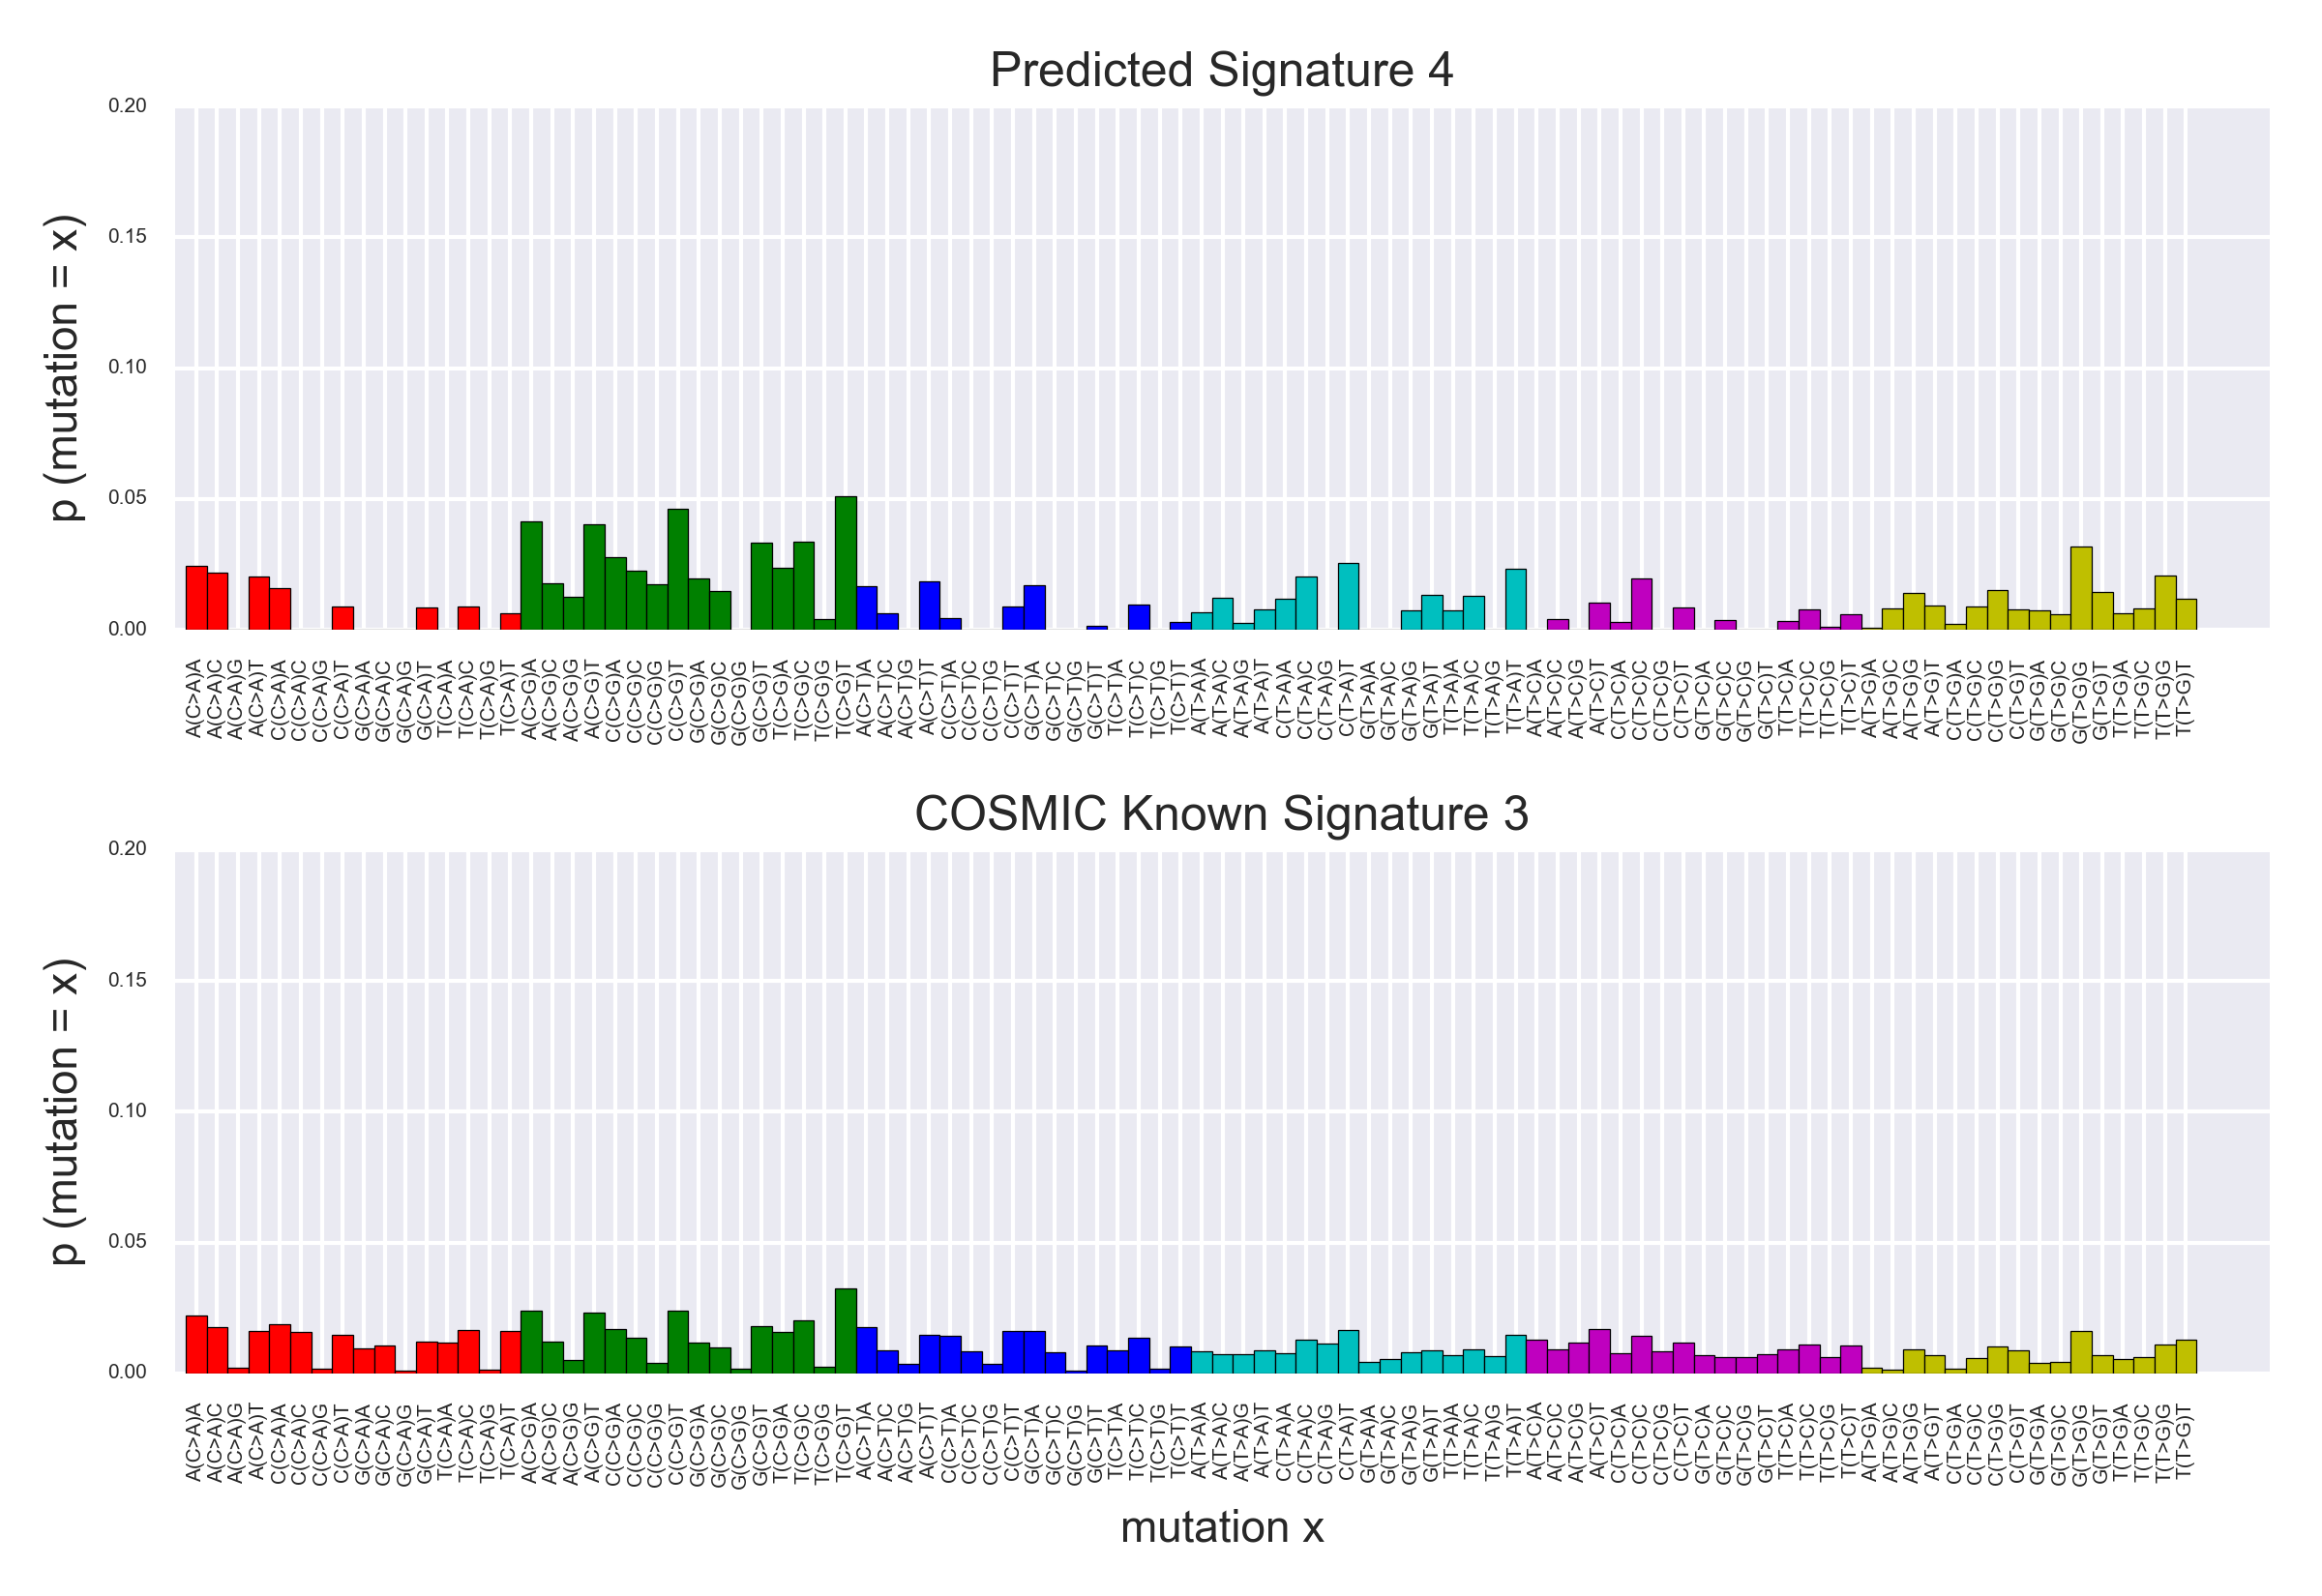 Predicted Signature 4
0.20
0.15
0.10
0.05
0.00
p (mutation = x)
A(C>A)A A(C>A)C A(C>A)G A(C>A)T C(C>A)A C(C>A)C C(C>A)G C(C>A)T G(C>A)A G(C>A)C G(C>A)G G(C>A)T T(C>A)A T(C>A)C T(C>A)G T(C>A)T A(C>G)A A(C>G)C A(C>G)G A(C>G)T C(C>G)A C(C>G)C C(C>G)G C(C>G)T G(C>G)A G(C>G)C G(C>G)G G(C>G)T T(C>G)A T(C>G)C T(C>G)G T(C>G)T A(C>T)A A(C>T)C A(C>T)G A(C>T)T C(C>T)A C(C>T)C C(C>T)G C(C>T)T G(C>T)A G(C>T)C G(C>T)G G(C>T)T T(C>T)A T(C>T)C T(C>T)G T(C>T)T A(T>A)A A(T>A)C A(T>A)G A(T>A)T C(T>A)A C(T>A)C C(T>A)G C(T>A)T G(T>A)A G(T>A)C G(T>A)G G(T>A)T T(T>A)A T(T>A)C T(T>A)G T(T>A)T A(T>C)A A(T>C)C A(T>C)G A(T>C)T C(T>C)A C(T>C)C C(T>C)G C(T>C)T G(T>C)A G(T>C)C G(T>C)G G(T>C)T T(T>C)A T(T>C)C T(T>C)G T(T>C)T A(T>G)A A(T>G)C A(T>G)G A(T>G)T C(T>G)A C(T>G)C C(T>G)G C(T>G)T G(T>G)A G(T>G)C G(T>G)G G(T>G)T T(T>G)A T(T>G)C T(T>G)G T(T>G)T
COSMIC Known Signature 3
0.20
0.15
0.10
0.05
0.00
p (mutation = x)
A(C>A)A A(C>A)C A(C>A)G A(C>A)T C(C>A)A C(C>A)C C(C>A)G C(C>A)T G(C>A)A G(C>A)C G(C>A)G G(C>A)T T(C>A)A T(C>A)C T(C>A)G T(C>A)T A(C>G)A A(C>G)C A(C>G)G A(C>G)T C(C>G)A C(C>G)C C(C>G)G C(C>G)T G(C>G)A G(C>G)C G(C>G)G G(C>G)T T(C>G)A T(C>G)C T(C>G)G T(C>G)T A(C>T)A A(C>T)C A(C>T)G A(C>T)T C(C>T)A C(C>T)C C(C>T)G C(C>T)T G(C>T)A G(C>T)C G(C>T)G G(C>T)T T(C>T)A T(C>T)C T(C>T)G T(C>T)T A(T>A)A A(T>A)C A(T>A)G A(T>A)T C(T>A)A C(T>A)C C(T>A)G C(T>A)T G(T>A)A G(T>A)C G(T>A)G G(T>A)T T(T>A)A T(T>A)C T(T>A)G T(T>A)T A(T>C)A A(T>C)C A(T>C)G A(T>C)T C(T>C)A C(T>C)C C(T>C)G C(T>C)T G(T>C)A G(T>C)C G(T>C)G G(T>C)T T(T>C)A T(T>C)C T(T>C)G T(T>C)T A(T>G)A A(T>G)C A(T>G)G A(T>G)T C(T>G)A C(T>G)C C(T>G)G C(T>G)T G(T>G)A G(T>G)C G(T>G)G G(T>G)T T(T>G)A T(T>G)C T(T>G)G T(T>G)T
mutation x